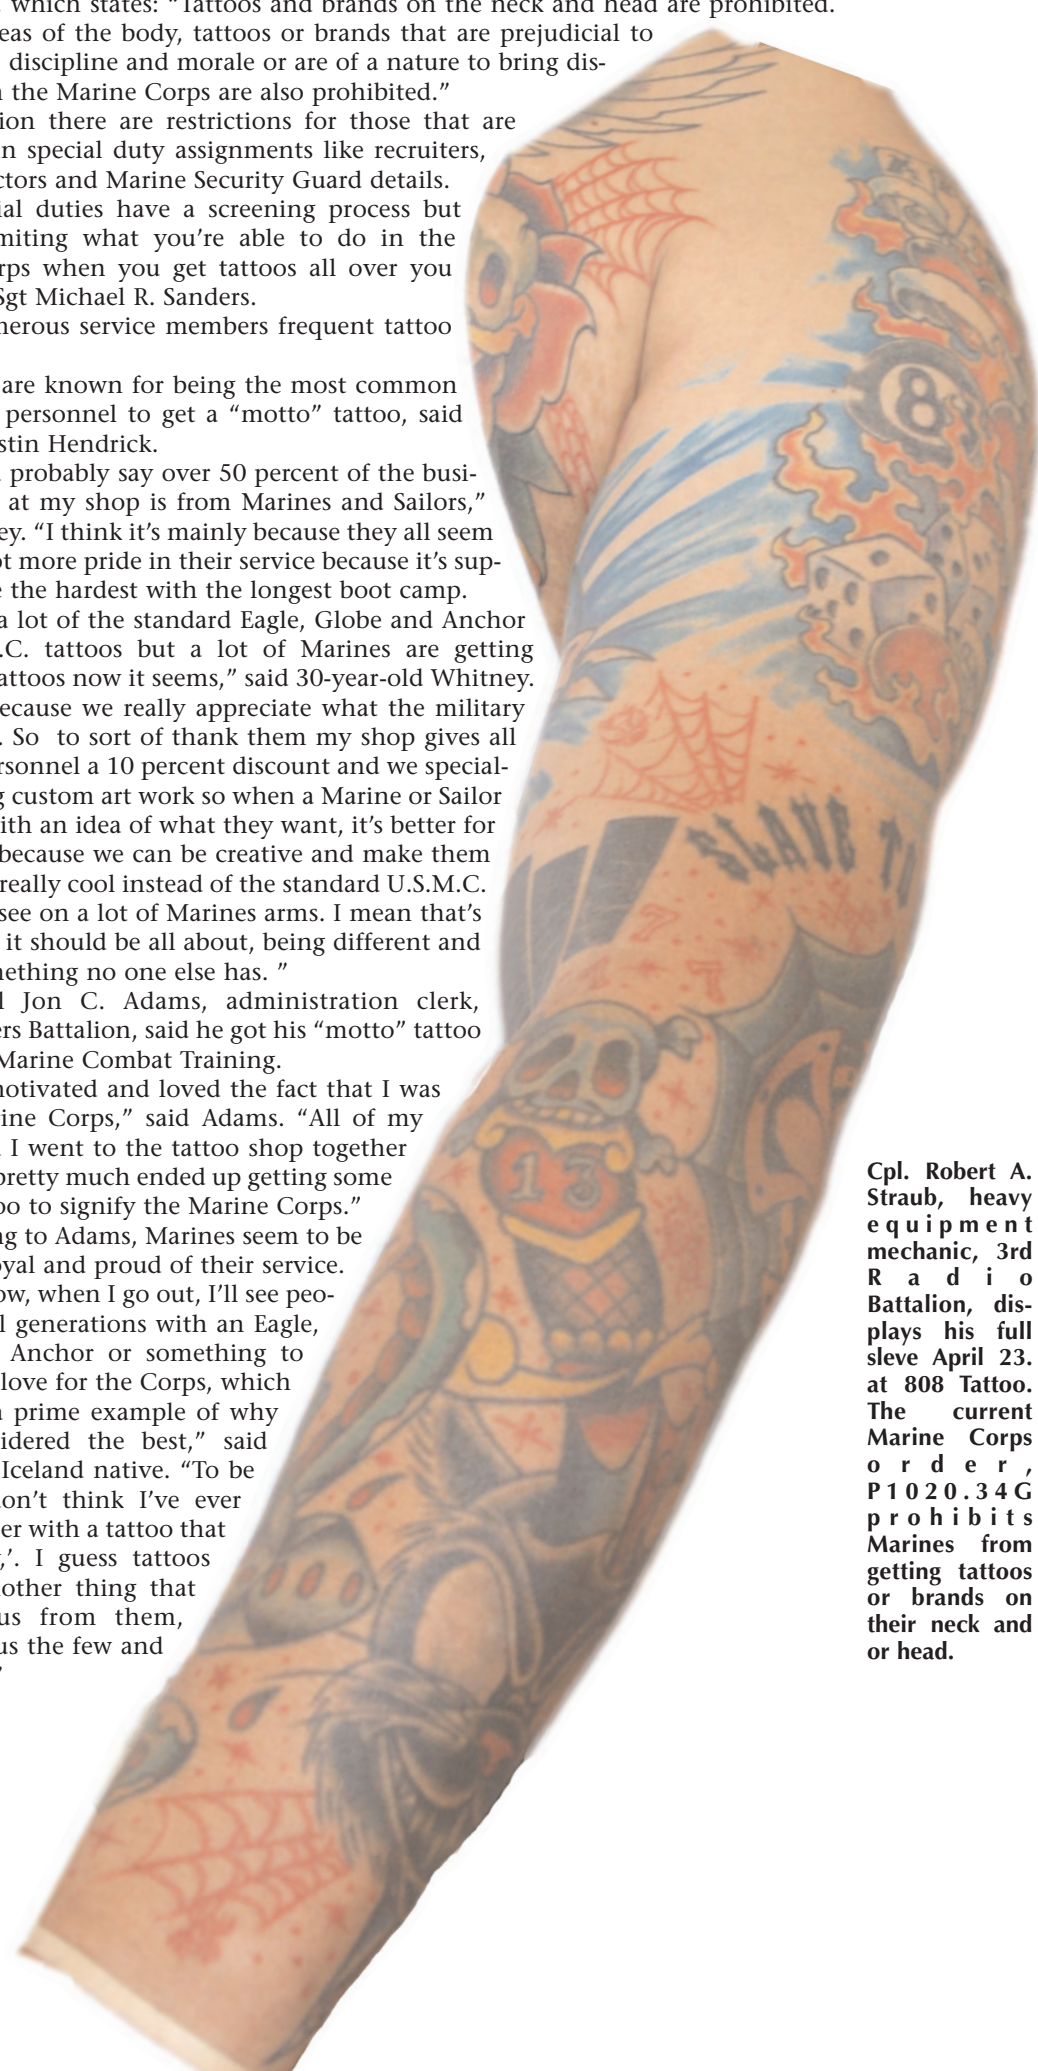 which states: “Tattoos and brands on the neck and head are prohibited.
eas of the body, tattoos or brands that are prejudicial to
discipline and morale or are of a nature to bring dis-
the Marine Corps are also prohibited.”
ion there are restrictions for those that are
n special duty assignments like recruiters,
ctors and Marine Security Guard details.
ial duties have a screening process but
miting what you’re able to do in the
rps when you get tattoos all over you
Sgt Michael R. Sanders.
nerous service members frequent tattoo
are known for being the most common
personnel to get a “motto” tattoo, said
stin Hendrick.
probably say over 50 percent of the busi-
at my shop is from Marines and Sailors,”
ey. “I think it’s mainly because they all seem
ot more pride in their service because it’s sup-
e the hardest with the longest boot camp.
a lot of the standard Eagle, Globe and Anchor
.C. tattoos but a lot of Marines are getting
attoos now it seems,” said 30-year-old Whitney.
ecause we really appreciate what the military
. So to sort of thank them my shop gives all
rsonnel a 10 percent discount and we special-
g custom art work so when a Marine or Sailor
ith an idea of what they want, it’s better for
because we can be creative and make them
really cool instead of the standard U.S.M.C.
see on a lot of Marines arms. I mean that’s
it should be all about, being different and
mething no one else has. ”
l Jon C. Adams, administration clerk,
ers Battalion, said he got his “motto” tattoo
Marine Combat Training.
motivated and loved the fact that I was
rine Corps,” said Adams. “All of my
I went to the tattoo shop together
pretty much ended up getting some
oo to signify the Marine Corps.”
ng to Adams, Marines seem to be
oyal and proud of their service.
ow, when I go out, I’ll see peo-
l generations with an Eagle,
Anchor or something to
love for the Corps, which
a prime example of why
idered the best,” said
Iceland native. “To be
don’t think I’ve ever
er with a tattoo that
,’. I guess tattoos
nother thing that
us from them,
us the few and
”
8
SLAVE TO
7
7
13
Cpl. Robert A.
Straub, heavy
equipment
mechanic, 3rd
Radio
Battalion, dis-
plays his full
sleve April 23.
at 808 Tattoo.
The current
Marine Corps
order,
P1020.34G
prohibits
Marines from
getting tattoos
or brands on
their neck and
or head.